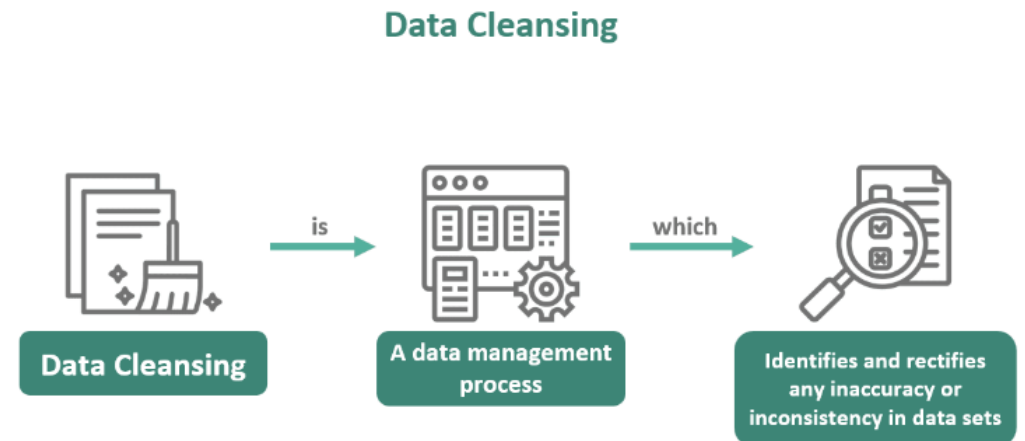 Data Cleansing
is
which
Data Cleansing
A data management
process
Identifies and rectifies
any inaccuracy or
inconsistency in data sets